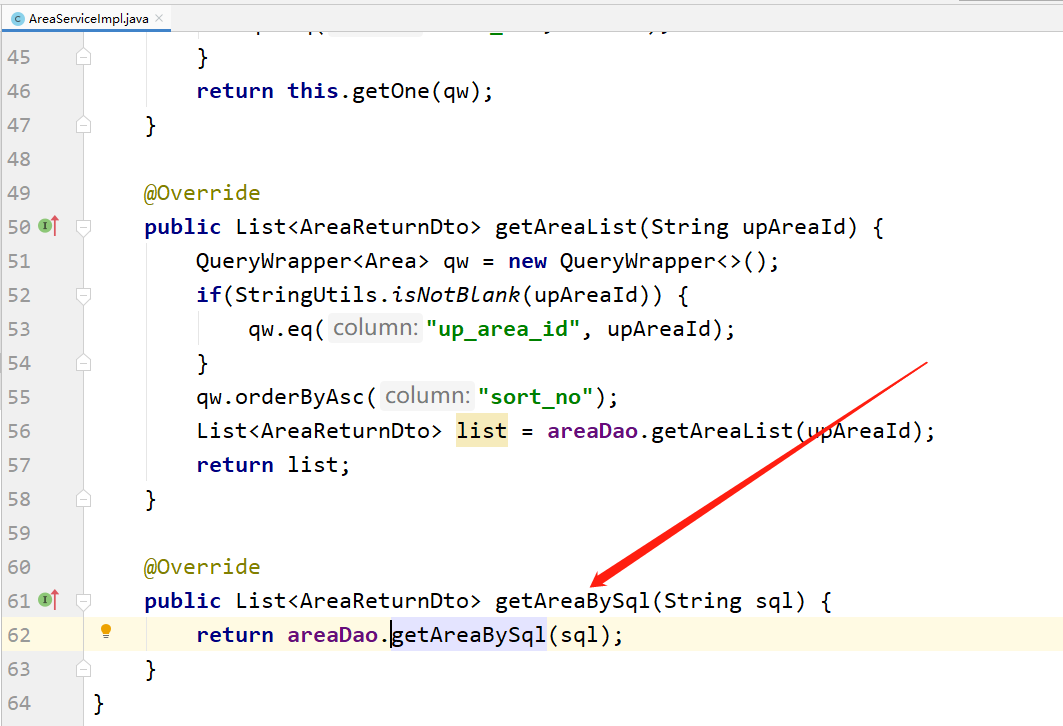 AreaServiceImpl.java
45 }
46 return this.getOne(qw);
47 }
48
49 @Override
50 public List<AreaReturnDto> getAreaList(String upAreaId) {
51 QueryWrapper<Area> qw = new QueryWrapper<>();
52 if(StringUtils.isNotBlank(upAreaId)) {
53 qw.eq( column: "up_area_id", upAreaId);
54 }
55 qw.orderByAsc( column: "sort_no");
56 List<AreaReturnDto> list = areaDao.getAreaList(upAreaId);
57 return list;
58 }
59
60 @Override
61 public List<AreaReturnDto> getAreaBySql(String sql) {
62 return areaDao.getAreaBySql(sql);
63 }
64 }